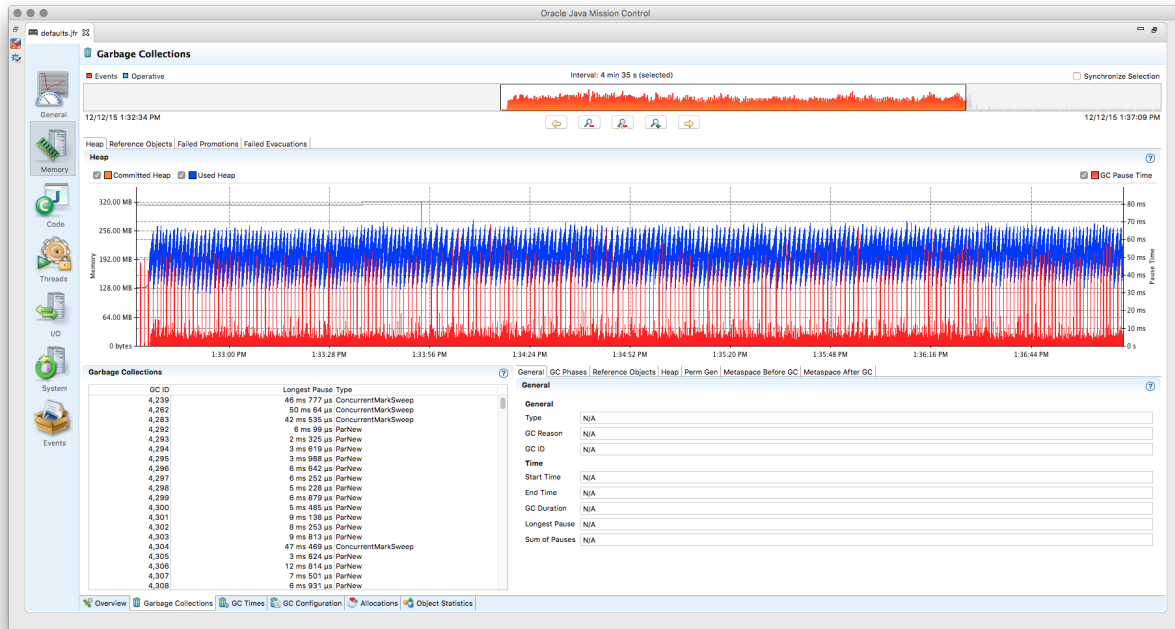 Oracle Java Mission Control
defaults.jfr
Garbage Collections
Events Operative
Interval: 4 min 35 s (selected)
Synchronize Selection
12/12/15 1:32:34 PM
12/12/15 1:37:09 PM
General
Memory
Code
Threads
I/O
System
Events
Heap Reference Objects Failed Promotions Failed Evacuations
Heap
Committed Heap Used Heap
GC Pause Time
320.00 MB
256.00 MB
192.00 MB
128.00 MB
64.00 MB
0 bytes
Memory
80 ms
70 ms
60 ms
50 ms
40 ms
30 ms
20 ms
10 ms
0 s
Pause Time
1:33:00 PM 1:33:28 PM 1:33:56 PM 1:34:24 PM 1:34:52 PM 1:35:20 PM 1:35:48 PM 1:36:16 PM 1:36:44 PM
Garbage Collections
GC ID Longest Pause Type
4,239 46 ms 777 µs ConcurrentMarkSweep
4,262 50 ms 64 µs ConcurrentMarkSweep
4,283 42 ms 535 µs ConcurrentMarkSweep
4,292 6 ms 99 µs ParNew
4,293 2 ms 325 µs ParNew
4,294 3 ms 619 µs ParNew
4,295 3 ms 988 µs ParNew
4,296 6 ms 642 µs ParNew
4,297 6 ms 252 µs ParNew
4,298 5 ms 228 µs ParNew
4,299 6 ms 879 µs ParNew
4,300 5 ms 485 µs ParNew
4,301 9 ms 138 µs ParNew
4,302 8 ms 253 µs ParNew
4,303 9 ms 813 µs ParNew
4,304 47 ms 469 µs ConcurrentMarkSweep
4,305 3 ms 824 µs ParNew
4,306 12 ms 814 µs ParNew
4,307 7 ms 501 µs ParNew
4,308 6 ms 931 µs ParNew
General GC Phases Reference Objects Heap Perm Gen Metaspace Before GC Metaspace After GC
General
General
Type N/A
GC Reason N/A
GC ID N/A
Time
Start Time N/A
End Time N/A
GC Duration N/A
Longest Pause N/A
Sum of Pauses N/A
Overview Garbage Collections GC Times GC Configuration Allocations Object Statistics